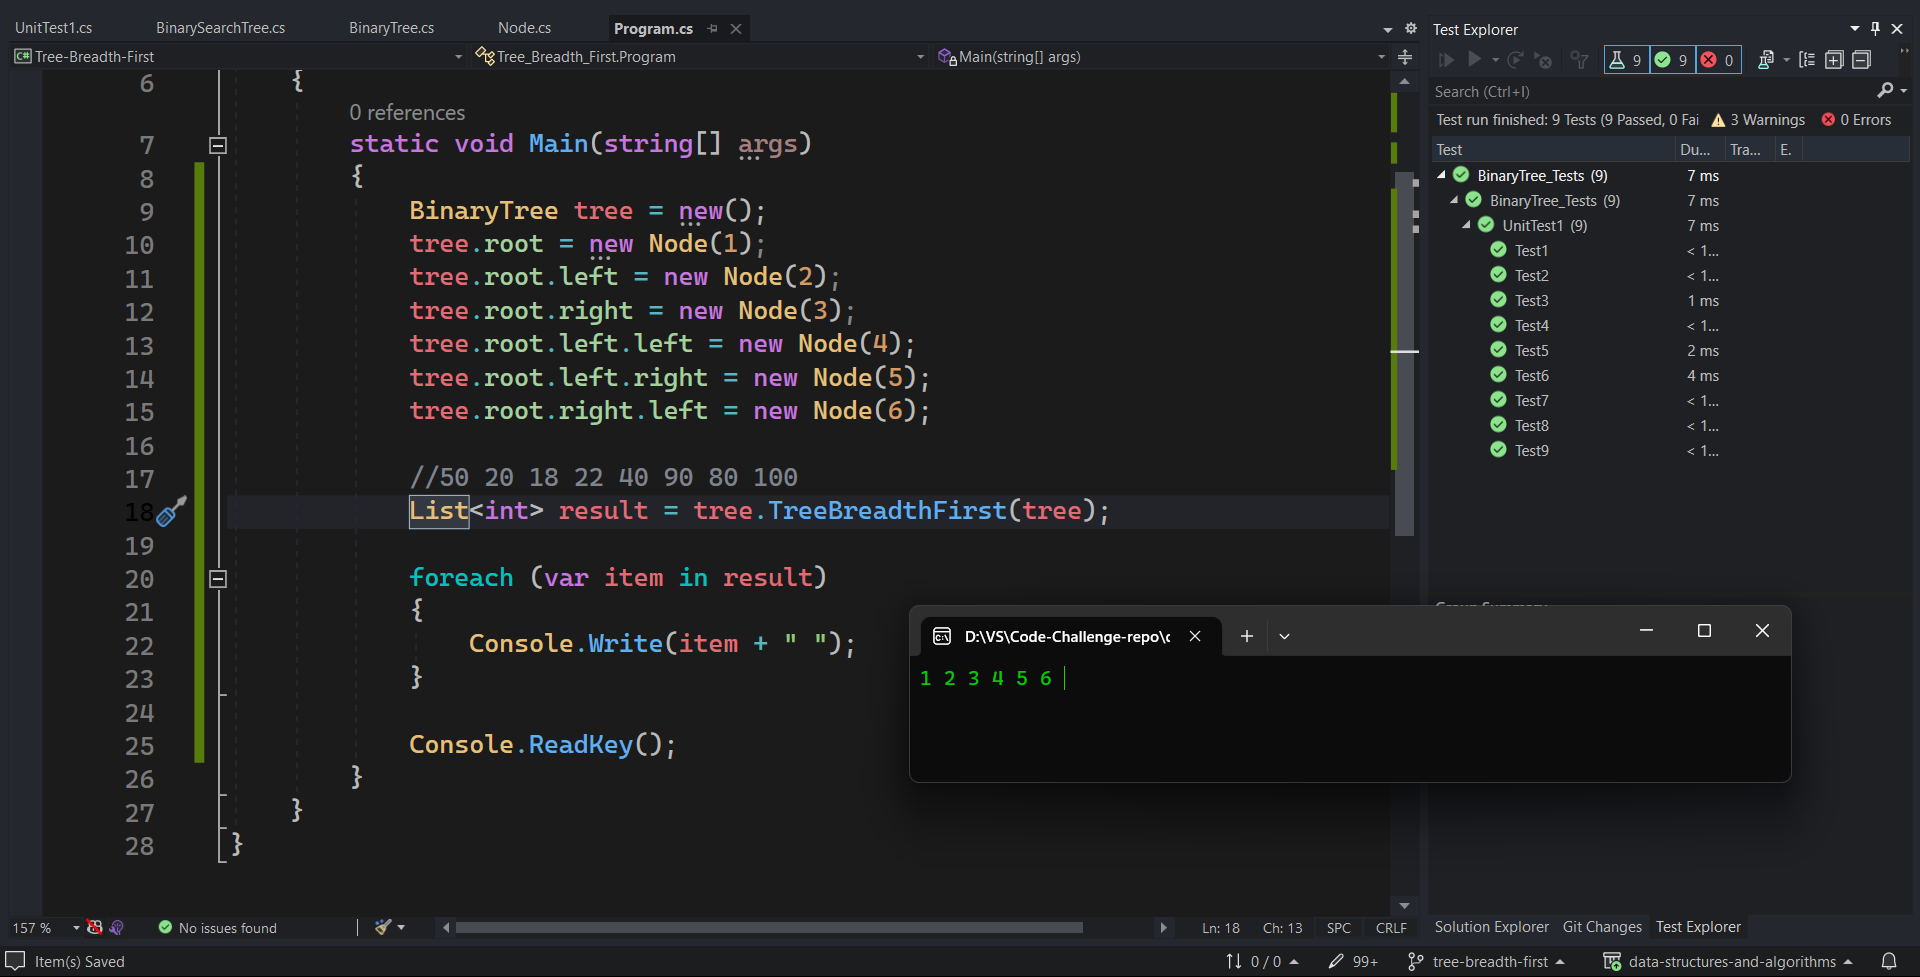 UnitTest1.cs BinarySearchTree.cs BinaryTree.cs Node.cs Program.cs
C# Tree-Breadth-First Tree_Breadth_First.Program Main(string[] args)
6 {
0 references
7 static void Main(string[] args)
8 {
9 BinaryTree tree = new();
10 tree.root = new Node(1);
11 tree.root.left = new Node(2);
12 tree.root.right = new Node(3);
13 tree.root.left.left = new Node(4);
14 tree.root.left.right = new Node(5);
15 tree.root.right.left = new Node(6);
16
17 //50 20 18 22 40 90 80 100
18 List<int> result = tree.TreeBreadthFirst(tree);
19
20 foreach (var item in result)
21 {
22 Console.Write(item + " ");
23 }
24
25 Console.ReadKey();
26 }
27 }
28 }
157 % No issues found Ln: 18 Ch: 13 SPC CRLF
Test Explorer
9 9 0
Search (Ctrl+I)
Test run finished: 9 Tests (9 Passed, 0 Fai 3 Warnings 0 Errors
Test Du... Tra... E.
BinaryTree_Tests (9) 7 ms
BinaryTree_Tests (9) 7 ms
UnitTest1 (9) 7 ms
Test1 < 1...
Test2 < 1...
Test3 1 ms
Test4 < 1...
Test5 2 ms
Test6 4 ms
Test7 < 1...
Test8 < 1...
Test9 < 1...
D:\VS\Code-Challenge-repo\
1 2 3 4 5 6
Solution Explorer Git Changes Test Explorer
Item(s) Saved 0 / 0 99+ tree-breadth-first data-structures-and-algorithms